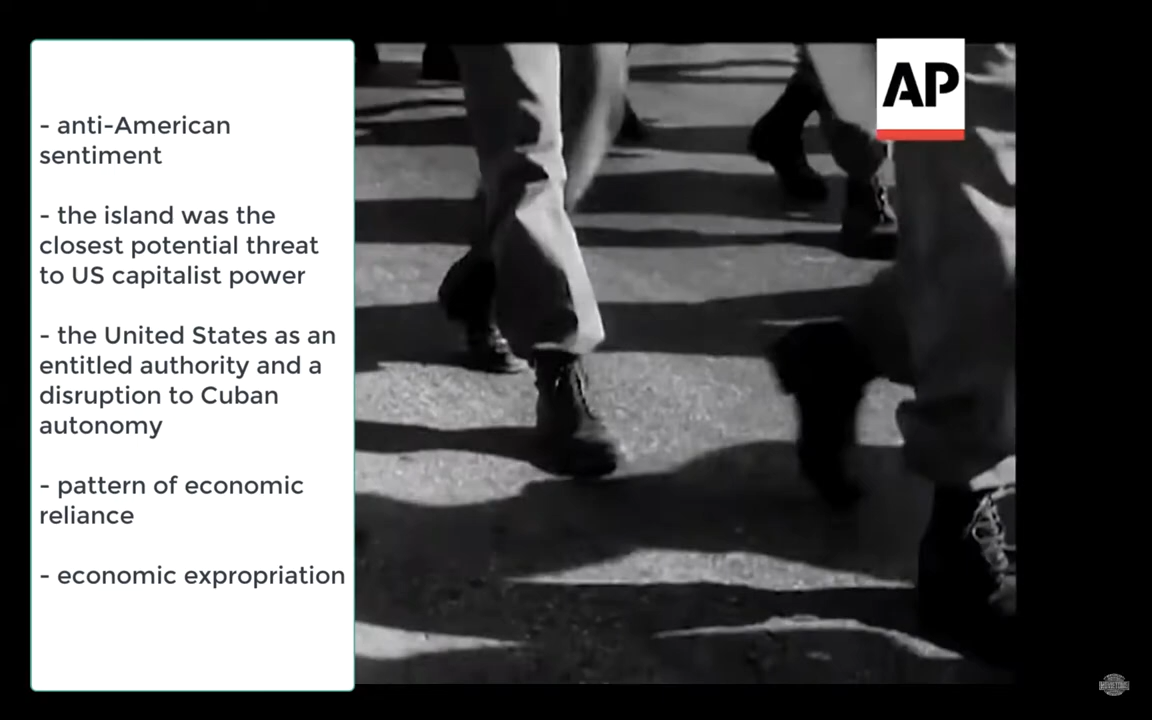 - anti-American
sentiment
- the island was the
closest potential threat
to US capitalist power
- the United States as an
entitled authority and a
disruption to Cuban
autonomy
- pattern of economic
reliance
- economic expropriation
AP